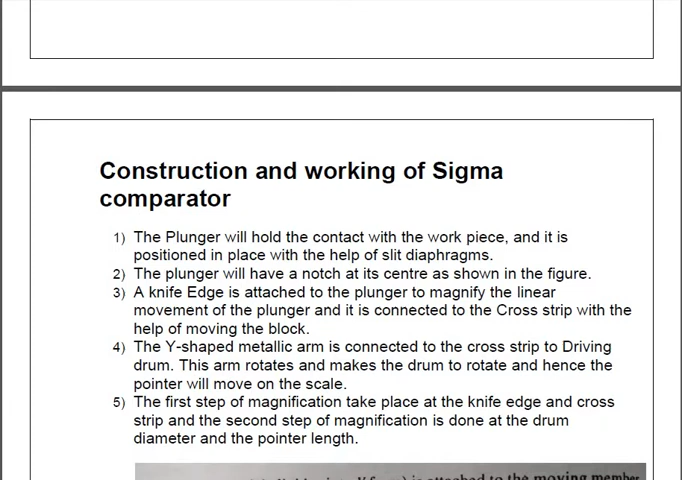 Construction and working of Sigma
comparator
1) The Plunger will hold the contact with the work piece, and it is
positioned in place with the help of slit diaphragms.
2) The plunger will have a notch at its centre as shown in the figure.
3) A knife Edge is attached to the plunger to magnify the linear
movement of the plunger and it is connected to the Cross strip with the
help of moving the block.
4) The Y-shaped metallic arm is connected to the cross strip to Driving
drum. This arm rotates and makes the drum to rotate and hence the
pointer will move on the scale.
5) The first step of magnification take place at the knife edge and cross
strip and the second step of magnification is done at the drum
diameter and the pointer length.
is attached to the moving member